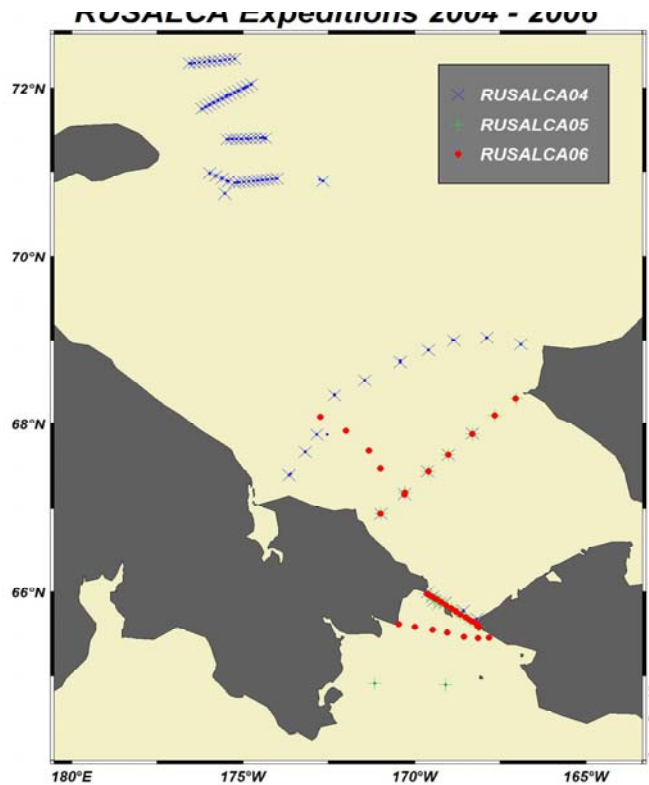 RUSALCA Expeditions 2004 - 2006
72°N
RUSALCA04
RUSALCA05
RUSALCA06
70°N
68°N
66°N
180°E
175°W
170°W
165°W